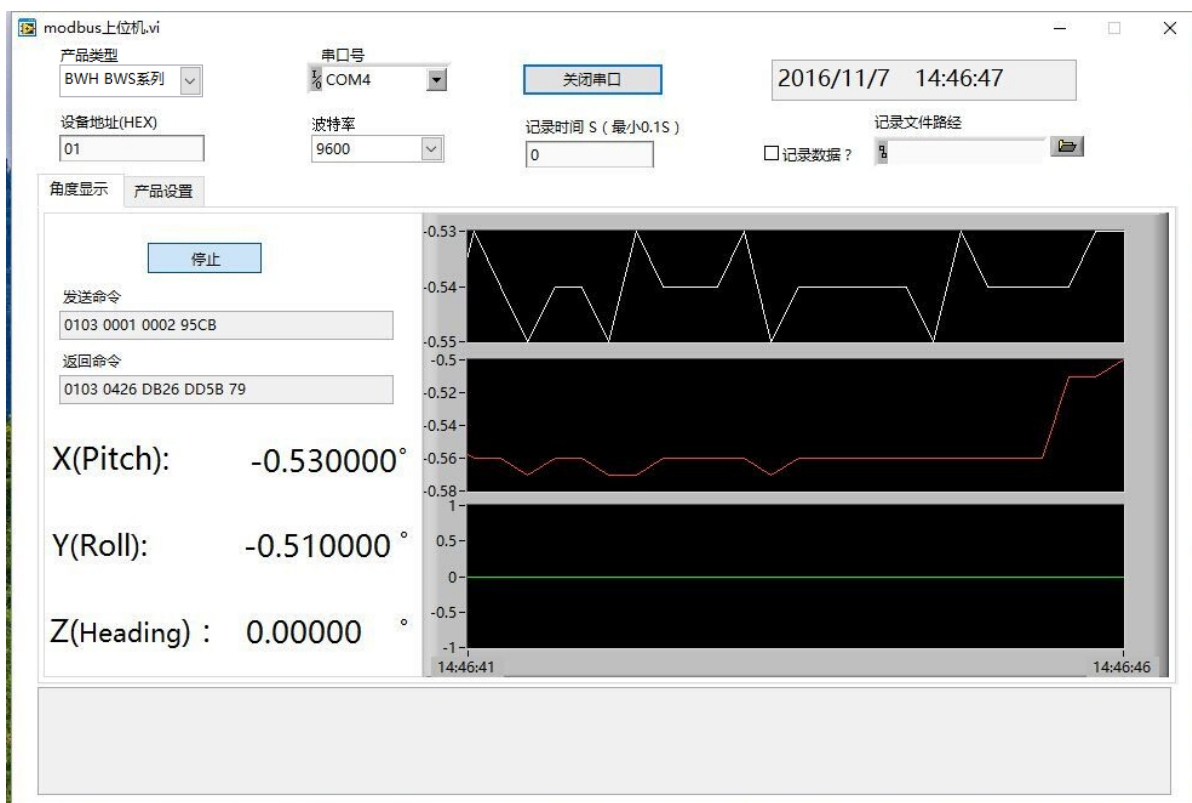 modbus上位机.vi
产品类型
串口号
BWH BWS系列
COM4
关闭串口
2016/11/7 14:46:47
设备地址(HEX)
波特率
记录时间 S ( 最小0.1S )
记录文件路经
01
9600
0
记录数据 ?
角度显示
产品设置
停止
发送命令
0103 0001 0002 95CB
返回命令
0103 0426 DB26 DD5B 79
X(Pitch): -0.530000°
Y(Roll): -0.510000 °
Z(Heading) : 0.00000 °
-0.53
-0.54
-0.55
-0.5
-0.52
-0.54
-0.56
-0.58
1
0.5
0
-0.5
-1
14:46:41
14:46:46